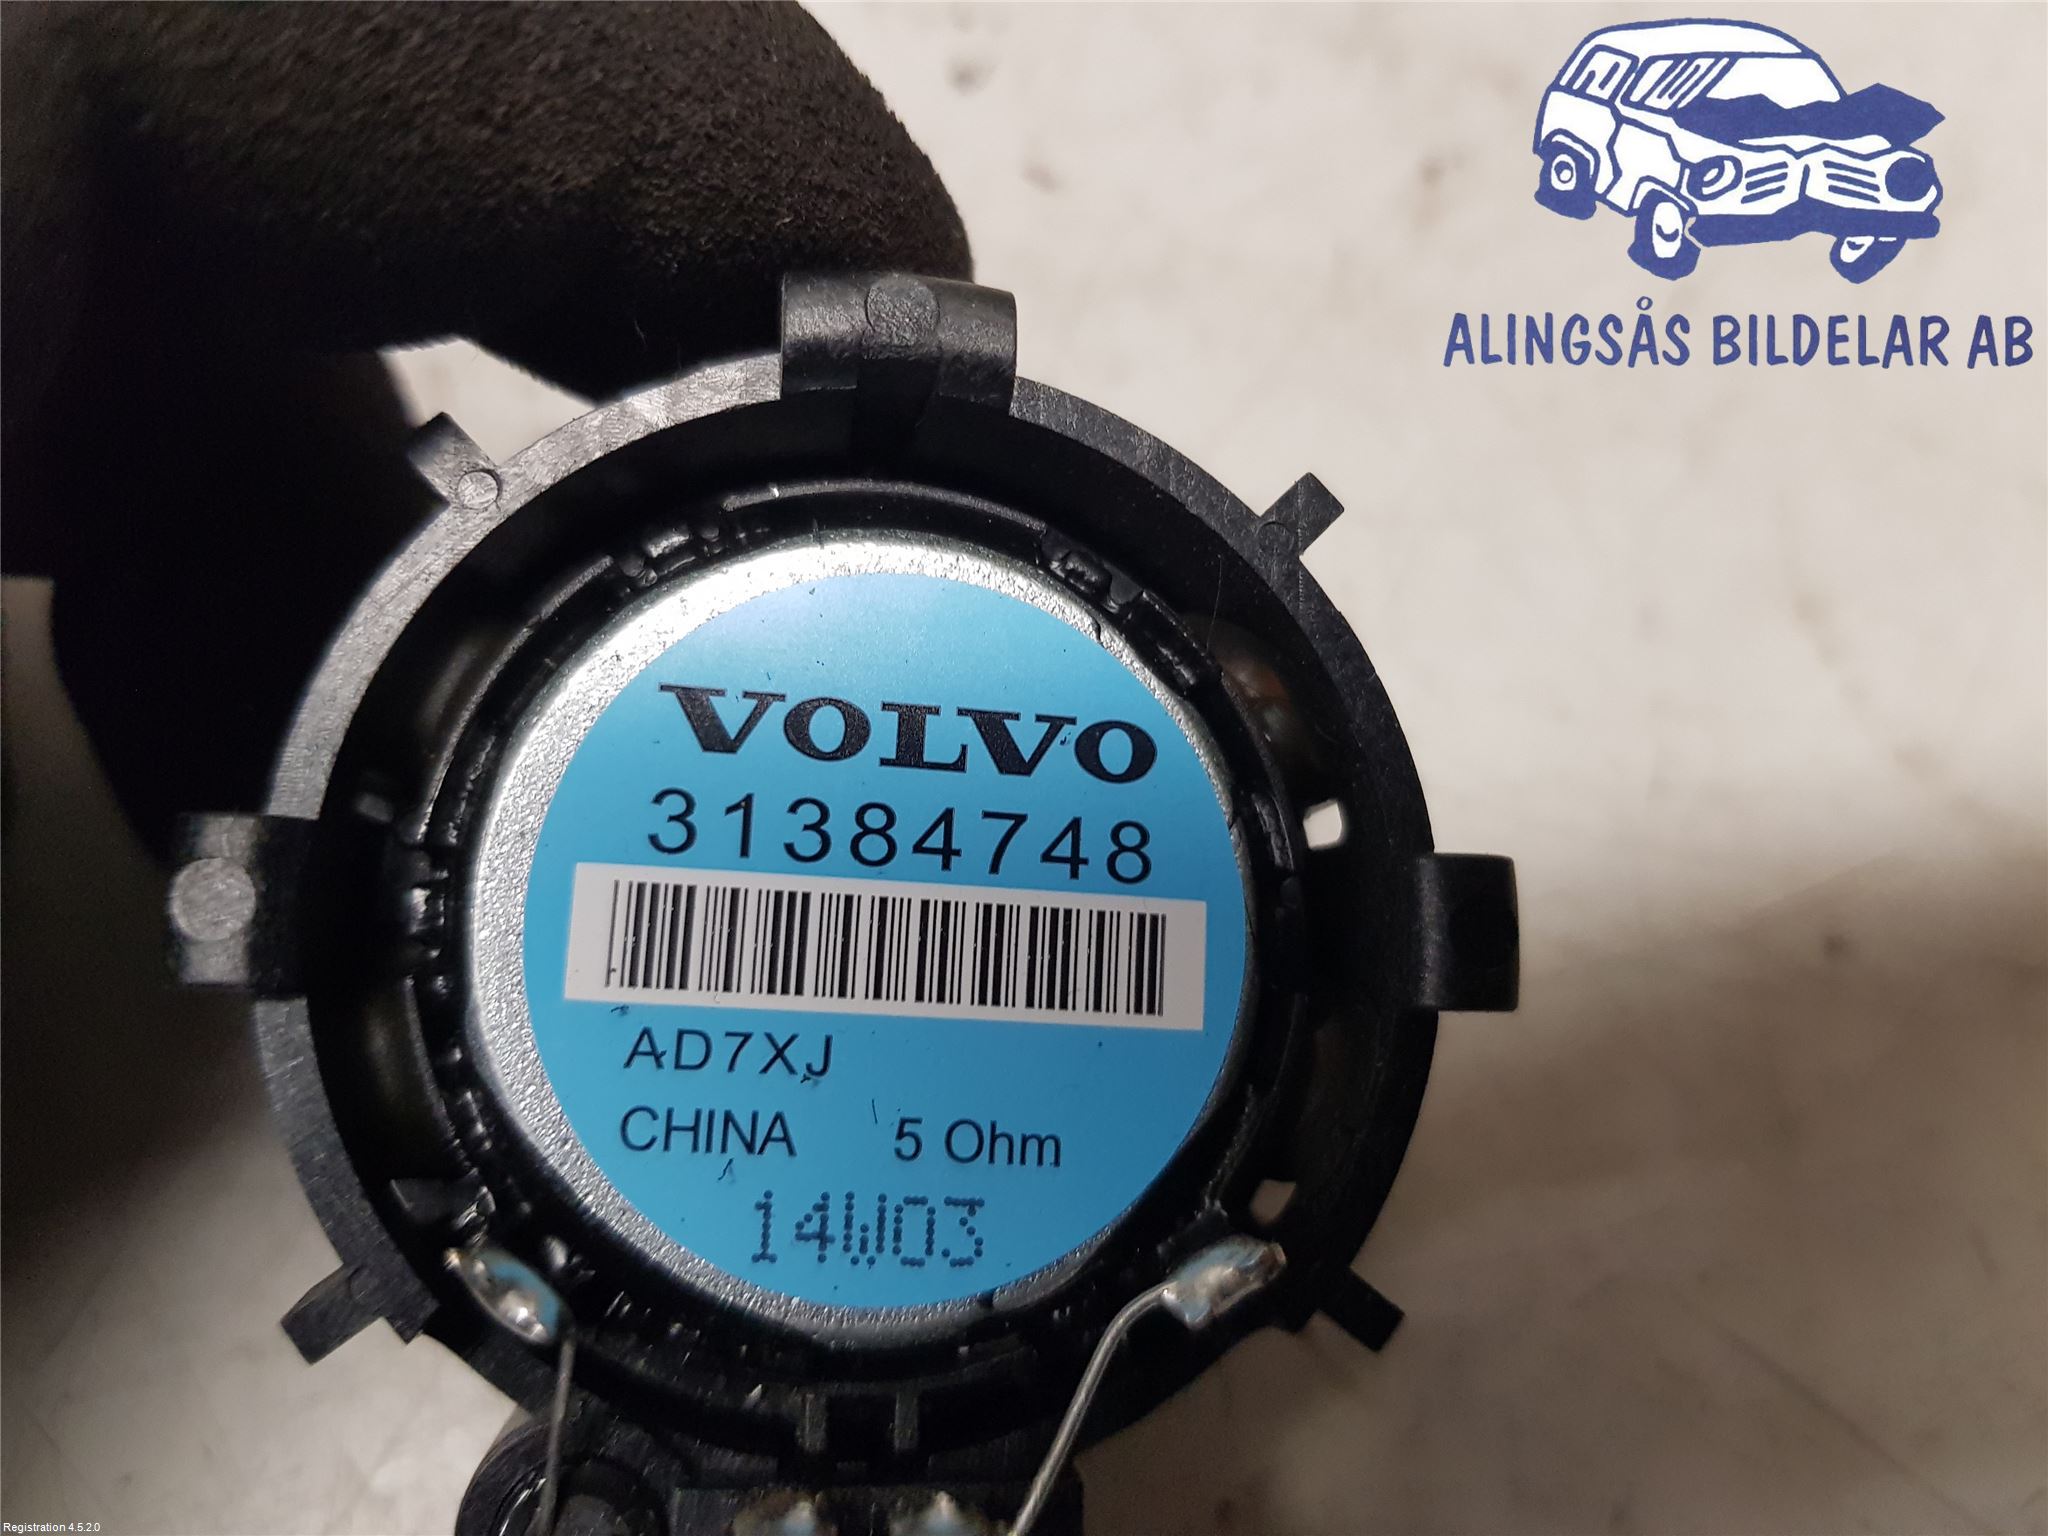 ALINGSÅS BILDELAR AB
VOLVO
31384748
AD7XJ
CHINA 5 Ohm
14W03
Registration 4.5.2.0